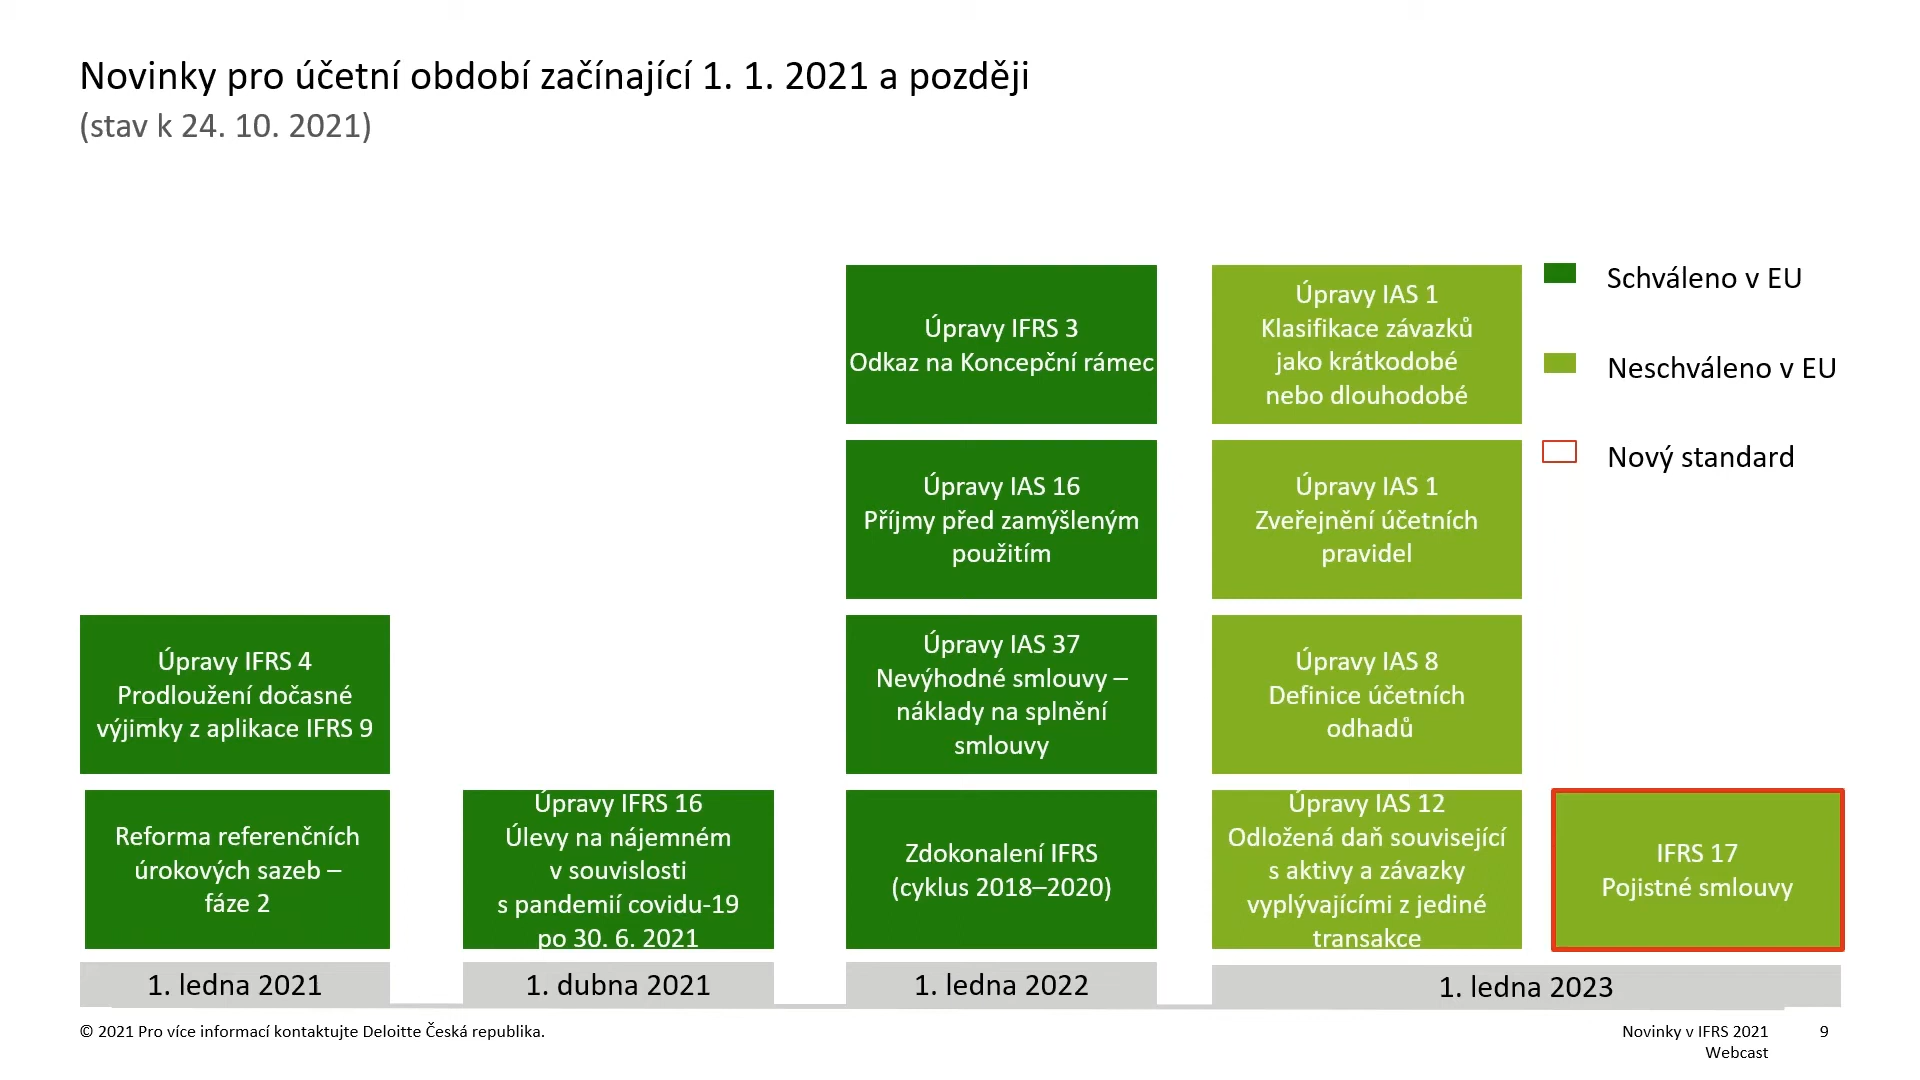 Novinky pro účetní období začínající 1. 1. 2021 a později
(stav k 24. 10. 2021)
Úpravy IFRS 4
Prodloužení dočasné
výjimky z aplikace IFRS 9
Reforma referenčních
úrokových sazeb –
fáze 2
1. ledna 2021
Úpravy IFRS 16
Úlevy na nájemném
v souvislosti
s pandemií covidu-19
po 30. 6. 2021
1. dubna 2021
Úpravy IFRS 3
Odkaz na Koncepční rámec
Úpravy IAS 16
Příjmy před zamýšleným
použitím
Úpravy IAS 37
Nevýhodné smlouvy –
náklady na splnění
smlouvy
Zdokonalení IFRS
(cyklus 2018–2020)
1. ledna 2022
Úpravy IAS 1
Klasifikace závazků
jako krátkodobé
nebo dlouhodobé
Úpravy IAS 1
Zveřejnění účetních
pravidel
Úpravy IAS 8
Definice účetních
odhadů
Úpravy IAS 12
Odložená daň související
s aktivy a závazky
vyplývajícími z jediné
transakce
IFRS 17
Pojistné smlouvy
1. ledna 2023
Schváleno v EU
Neschváleno v EU
Nový standard
© 2021 Pro více informací kontaktujte Deloitte Česká republika.
Novinky v IFRS 2021
Webcast
9